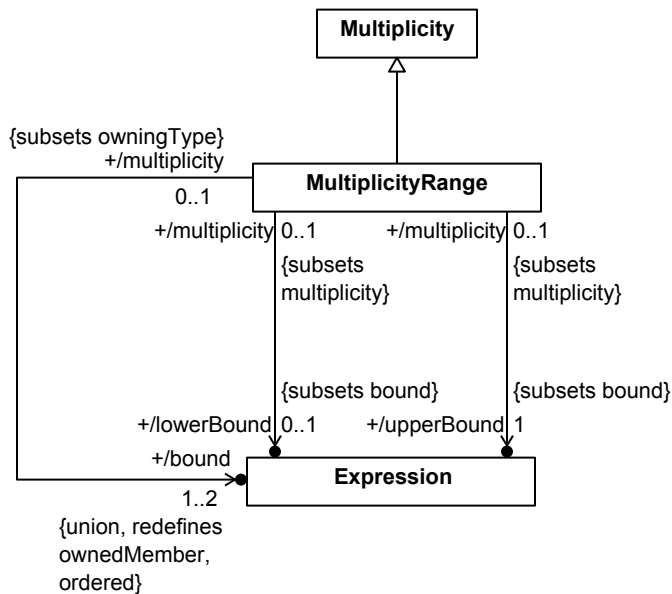 Multiplicity
{subsets owningType}
+/multiplicity
0..1
MultiplicityRange
+/multiplicity 0..1
+/multiplicity 0..1
{subsets
multiplicity}
{subsets
multiplicity}
{subsets bound}
{subsets bound}
+/lowerBound 0..1
+/upperBound 1
+/bound
Expression
1..2
{union, redefines
ownedMember,
ordered}